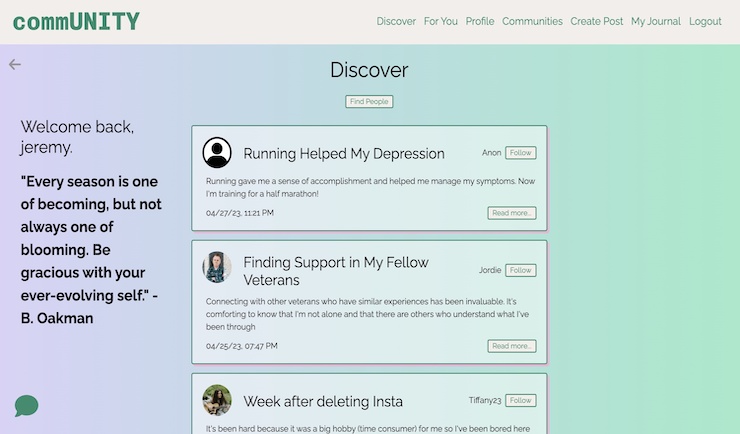 commUNITY
Discover For You Profile Communities Create Post My Journal Logout
Discover
Find People
Welcome back,
jeremy.
"Every season is one
of becoming, but not
always one of
blooming. Be
gracious with your
ever-evolving self." -
B. Oakman
Running Helped My Depression
Anon Follow
Running gave me a sense of accomplishment and helped me manage my symptoms. Now
I'm training for a half marathon!
04/27/23, 11:21 PM
Read more...
Finding Support in My Fellow
Veterans
Jordie Follow
Connecting with other veterans who have similar experiences has been invaluable. It's
comforting to know that I'm not alone and that there are others who understand what I've
been through
04/25/23, 07:47 PM
Read more...
Week after deleting Insta
Tiffany23 Follow
It's been hard because it was a big hobby (time consumer) for me so I've been bored here